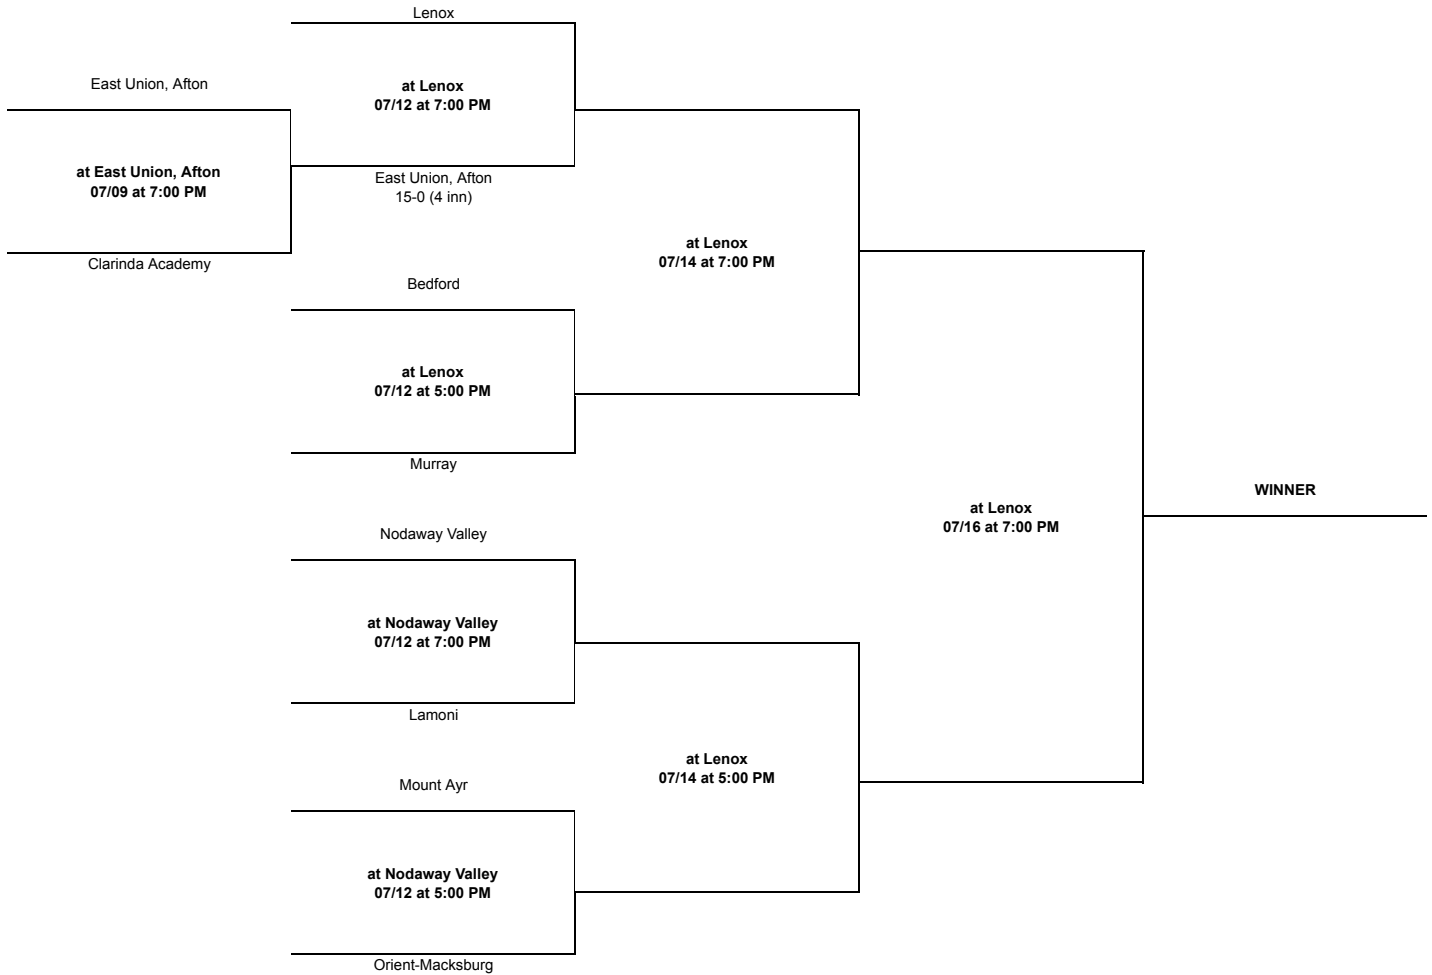 Lenox
East Union, Afton
at Lenox
07/12 at 7:00 PM
at East Union, Afton
07/09 at 7:00 PM
East Union, Afton
15-0 (4 inn)
Clarinda Academy
at Lenox
07/14 at 7:00 PM
Bedford
at Lenox
07/12 at 5:00 PM
Murray
WINNER
at Lenox
07/16 at 7:00 PM
Nodaway Valley
at Nodaway Valley
07/12 at 7:00 PM
Lamoni
at Lenox
07/14 at 5:00 PM
Mount Ayr
at Nodaway Valley
07/12 at 5:00 PM
Orient-Macksburg